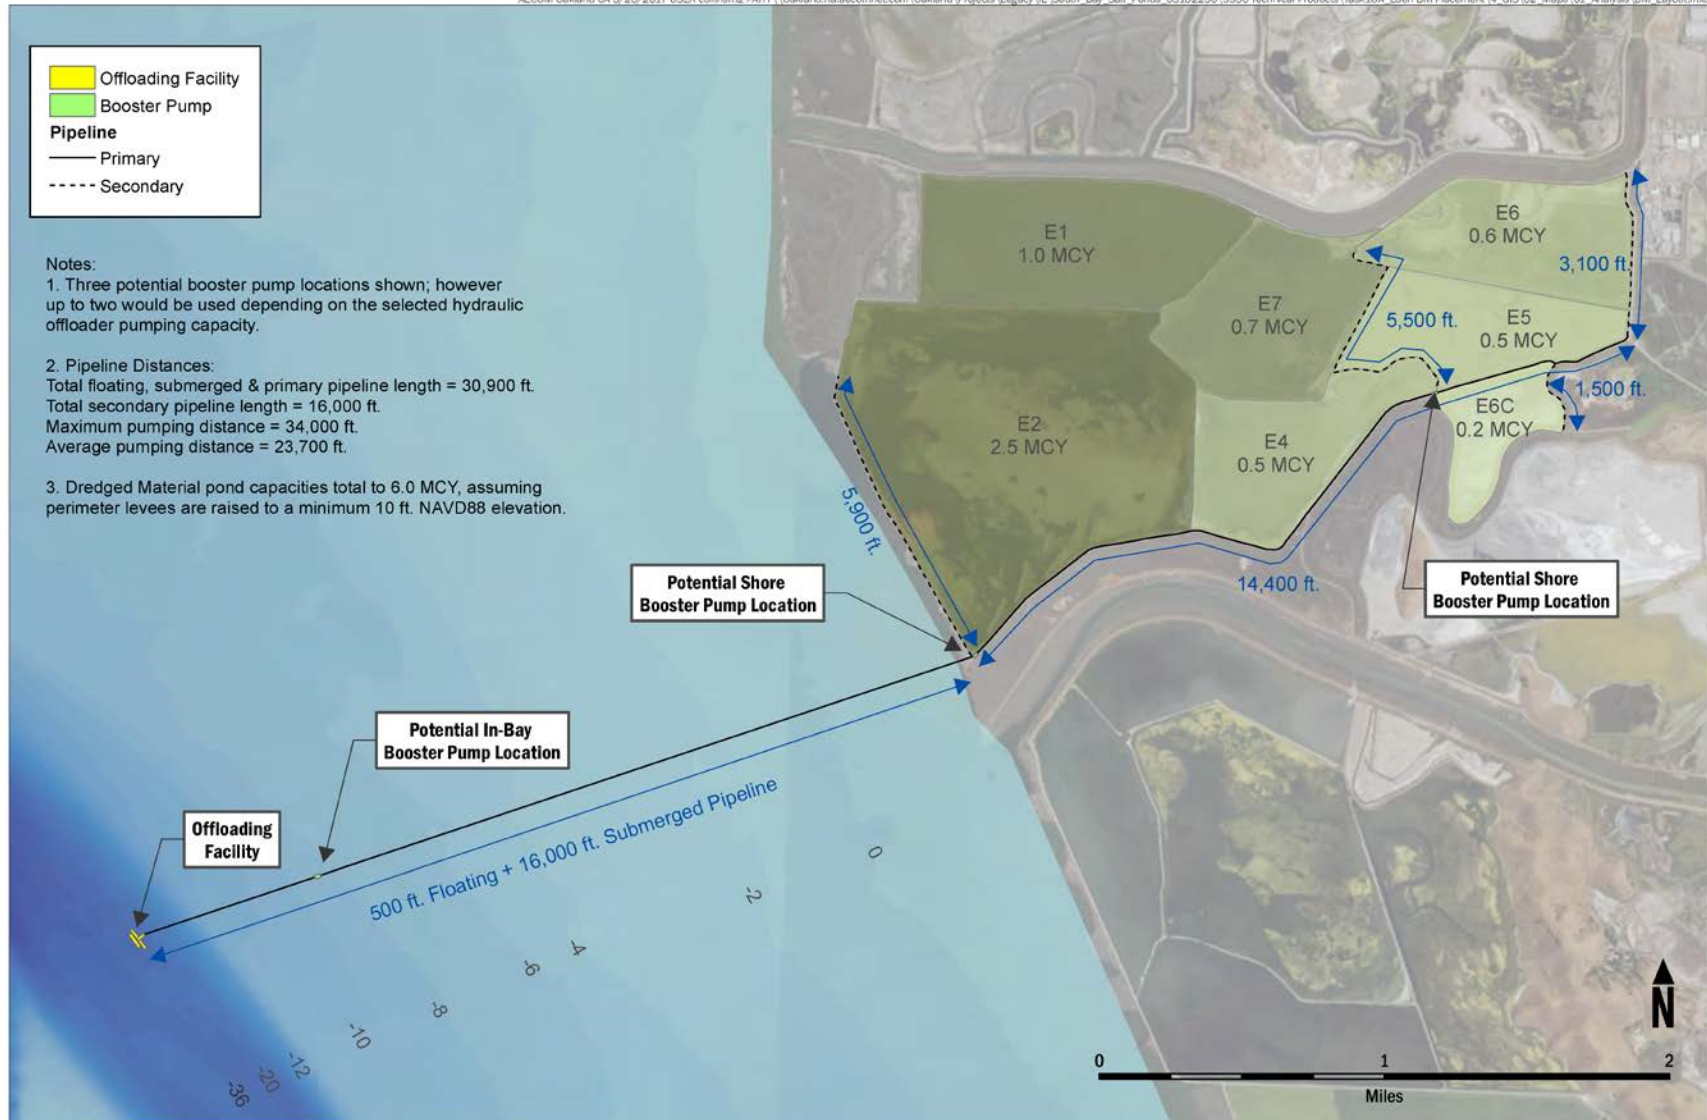 Offloading Facility
Booster Pump
Pipeline
Primary
Secondary
Notes:
1. Three potential booster pump locations shown; however
up to two would be used depending on the selected hydraulic
offloader pumping capacity.
2. Pipeline Distances:
Total floating, submerged & primary pipeline length = 30,900 ft.
Total secondary pipeline length = 16,000 ft.
Maximum pumping distance = 34,000 ft.
Average pumping distance = 23,700 ft.
3. Dredged Material pond capacities total to 6.0 MCY, assuming
perimeter levees are raised to a minimum 10 ft. NAVD88 elevation.
E1
1.0 MCY
E6
0.6 MCY
3,100 ft.
E7
0.7 MCY
5,500 ft.
E5
0.5 MCY
1,500 ft.
E6C
0.2 MCY
E2
2.5 MCY
E4
0.5 MCY
5,900 ft.
14,400 ft.
Potential Shore
Booster Pump Location
Potential Shore
Booster Pump Location
Potential In-Bay
Booster Pump Location
Offloading
Facility
500 ft. Floating + 16,000 ft. Submerged Pipeline
0
-2
-4
-6
-8
-10
-12
-20
-36
N
0
1
2
Miles